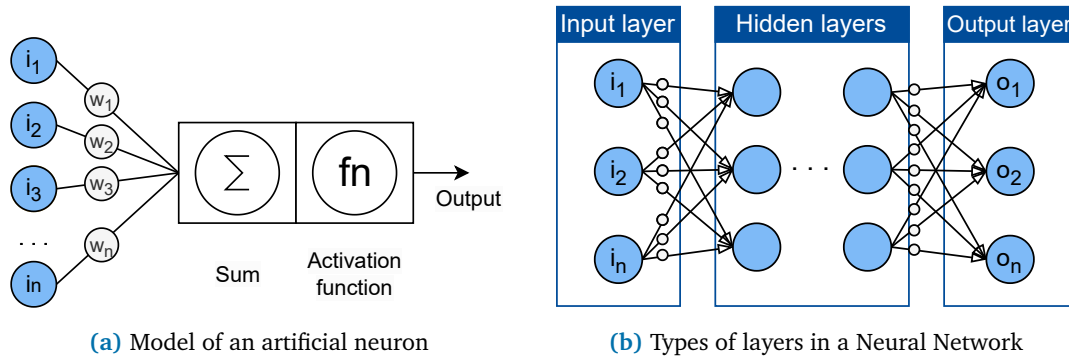 i1
w1
i2
w2
i3
w3
. . .
wn
in
Σ
fn
Output
Sum
Activation
function
(a) Model of an artificial neuron
Input layer
Hidden layers
Output layer
i1
o1
i2
. . .
o2
in
on
(b) Types of layers in a Neural Network